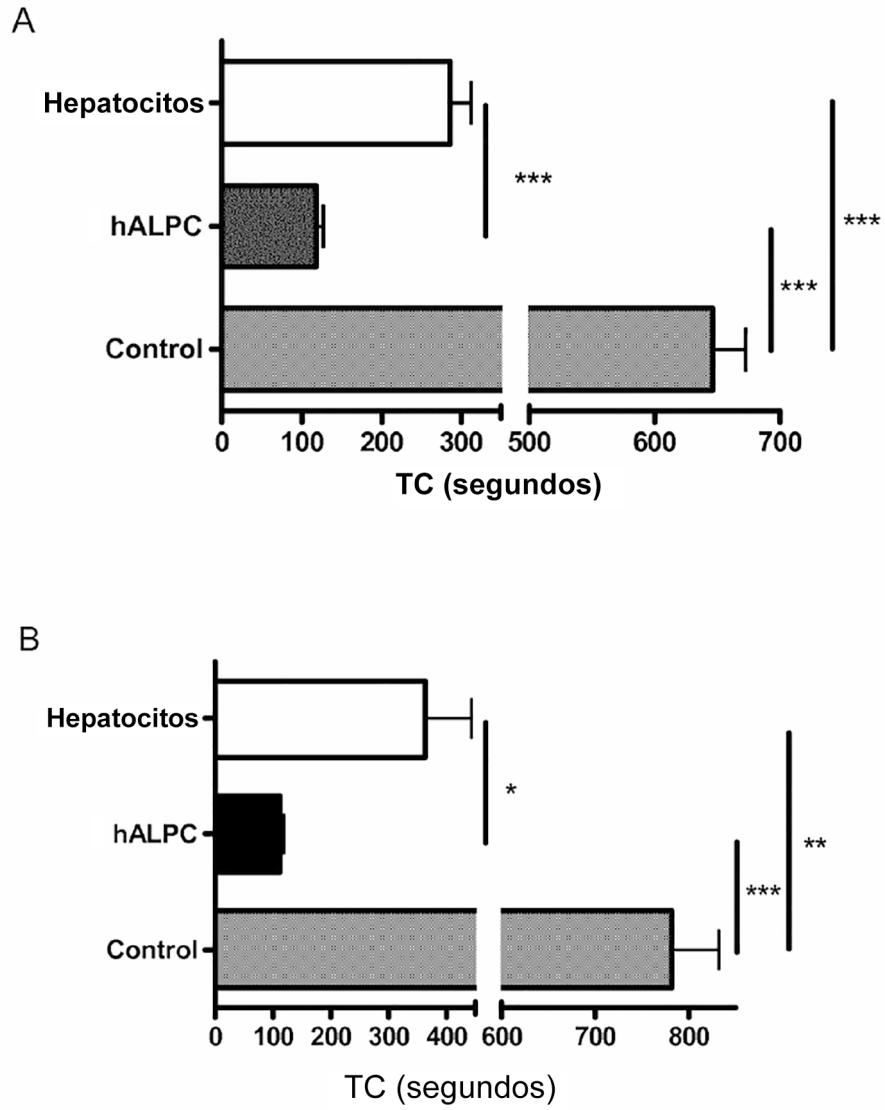 A
Hepatocitos
***
***
hALPC
***
Control
0 100 200 300 500 600 700
TC (segundos)
B
Hepatocitos
*
**
hALPC
***
Control
0 100 200 300 400 600 700 800
TC (segundos)